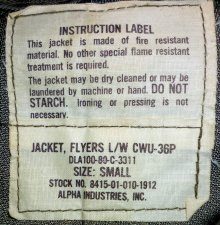 INSTRUCTION LABEL
This jacket is made of fire resistant
material. No other special flame resistant
treatment is required.
The jacket may be dry cleaned or may be
laundered by machine or hand. DO NOT
STARCH. Ironing or pressing is not
necessary.
JACKET, FLYERS L/W CWU-36P
DLA100-80-C-3311
SIZE: SMALL
STOCK NO. 8415-01-010-1912
ALPHA INDUSTRIES, INC.